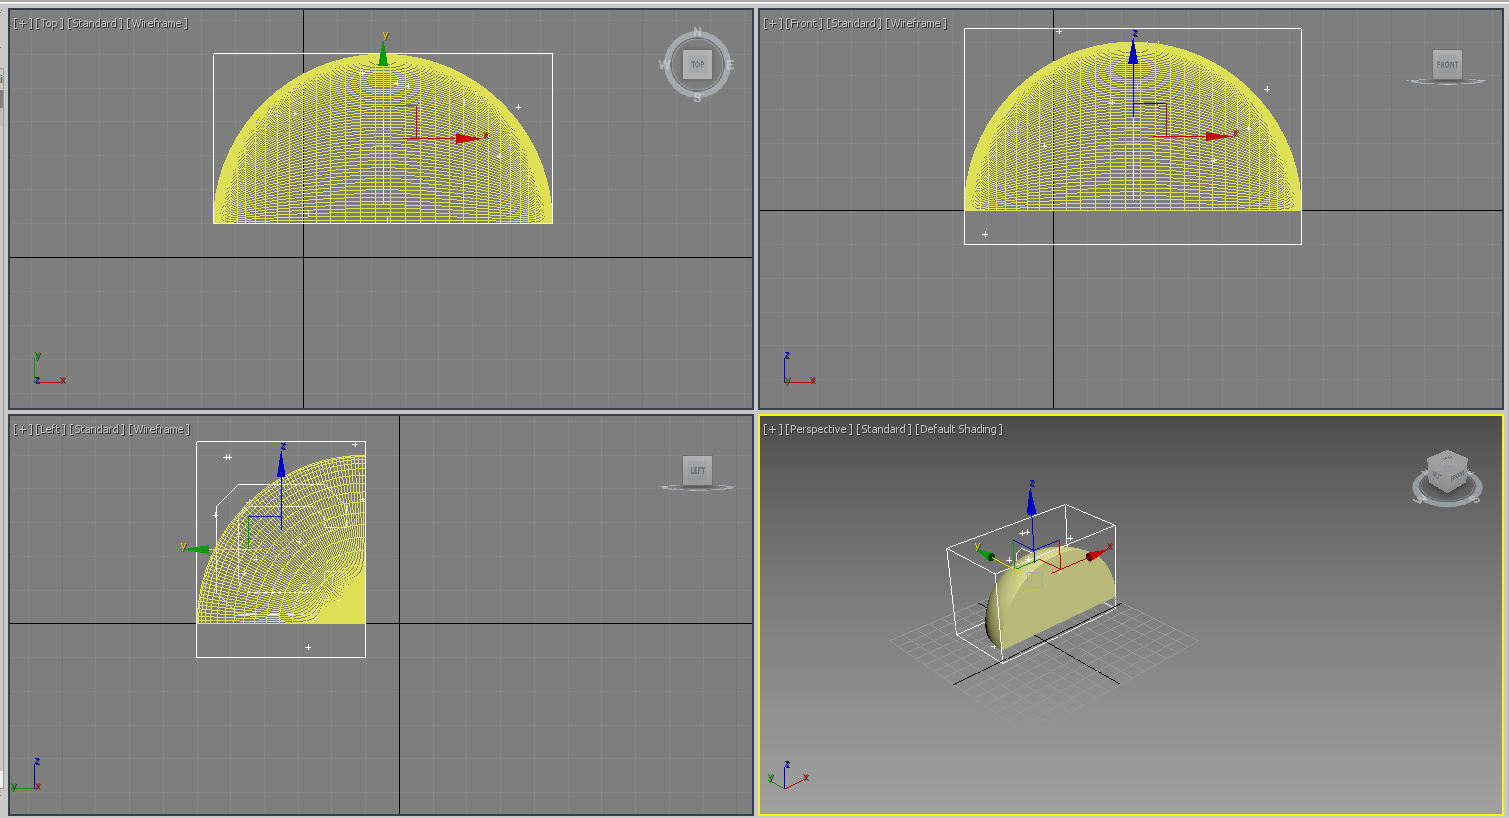 [+] [Top] [Standard] [Wireframe]
y
N
W
TOP
E
S
x
y
z
x
[+] [Front] [Standard] [Wireframe]
z
FRONT
x
z
y
x
[+] [Left] [Standard] [Wireframe]
z
LEFT
y
z
y
x
[+] [Perspective] [Standard] [Default Shading]
z
y
x
z
y
x